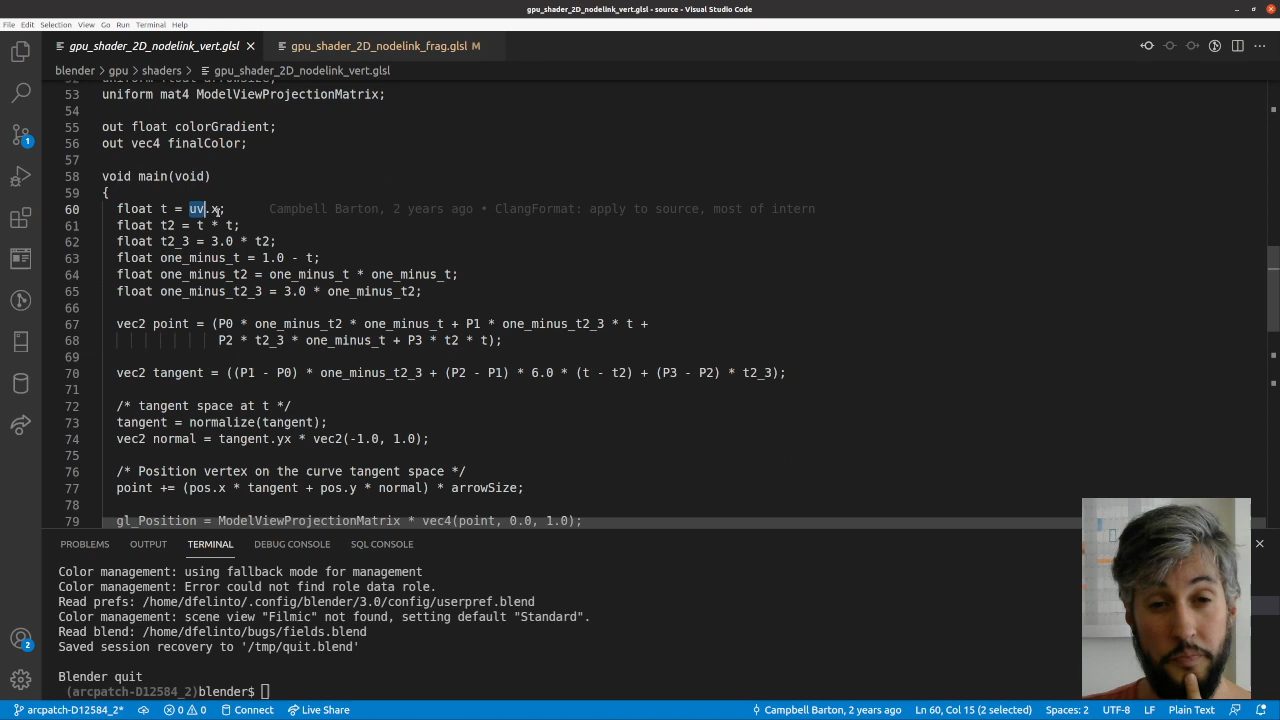 gpu_shader_2D_nodelink_vert.glsl - source - Visual Studio Code
File Edit Selection View Go Run Terminal Help
gpu_shader_2D_nodelink_vert.glsl
gpu_shader_2D_nodelink_frag.glsl M
blender > gpu > shaders > gpu_shader_2D_nodelink_vert.glsl
52 uniform float arrowSize;
53 uniform mat4 ModelViewProjectionMatrix;
54
55 out float colorGradient;
56 out vec4 finalColor;
57
58 void main(void)
59 {
60 float t = uv.x; Campbell Barton, 2 years ago • ClangFormat: apply to source, most of intern
61 float t2 = t * t;
62 float t2_3 = 3.0 * t2;
63 float one_minus_t = 1.0 - t;
64 float one_minus_t2 = one_minus_t * one_minus_t;
65 float one_minus_t2_3 = 3.0 * one_minus_t2;
66
67 vec2 point = (P0 * one_minus_t2 * one_minus_t + P1 * one_minus_t2_3 * t +
68 P2 * t2_3 * one_minus_t + P3 * t2 * t);
69
70 vec2 tangent = ((P1 - P0) * one_minus_t2_3 + (P2 - P1) * 6.0 * (t - t2) + (P3 - P2) * t2_3);
71
72 /* tangent space at t */
73 tangent = normalize(tangent);
74 vec2 normal = tangent.yx * vec2(-1.0, 1.0);
75
76 /* Position vertex on the curve tangent space */
77 point += (pos.x * tangent + pos.y * normal) * arrowSize;
78
79 gl_Position = ModelViewProjectionMatrix * vec4(point, 0.0, 1.0);
PROBLEMS OUTPUT TERMINAL DEBUG CONSOLE SQL CONSOLE
Color management: using fallback mode for management
Color management: Error could not find role data role.
Read prefs: /home/dfelinto/.config/blender/3.0/config/userpref.blend
Color management: scene view "Filmic" not found, setting default "Standard".
Read blend: /home/dfelinto/bugs/fields.blend
Saved session recovery to '/tmp/quit.blend'
Blender quit
(arcpatch-D12584_2)blender$
1
2
arcpatch-D12584_2* 0 0 Connect Live Share Campbell Barton, 2 years ago Ln 60, Col 15 (2 selected) Spaces: 2 UTF-8 LF Plain Text